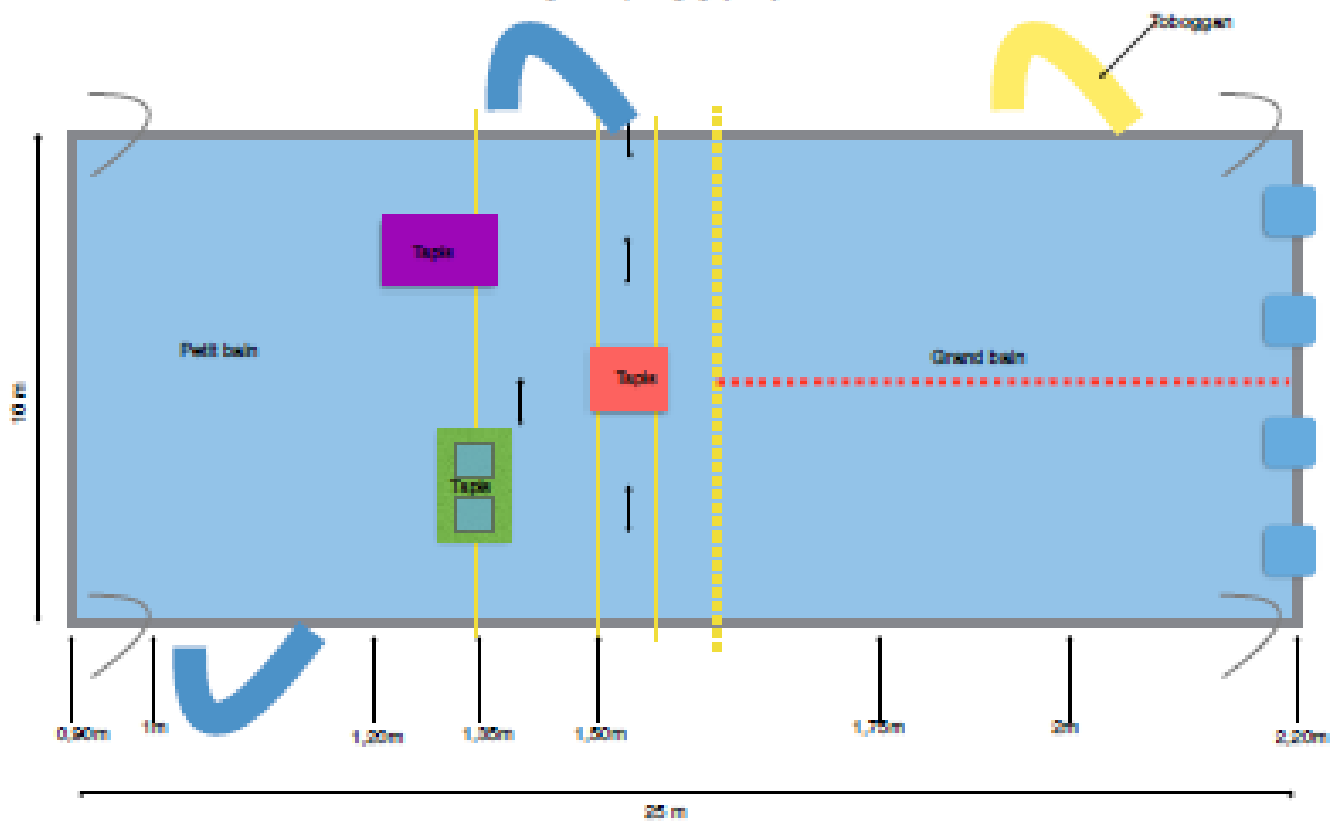 Toboggan
Tapis
Petit bain
Tapis
Grand bain
10 m
Tapis
0,90m
1m
1,20m
1,35m
1,50m
1,75m
2m
2,20m
25 m